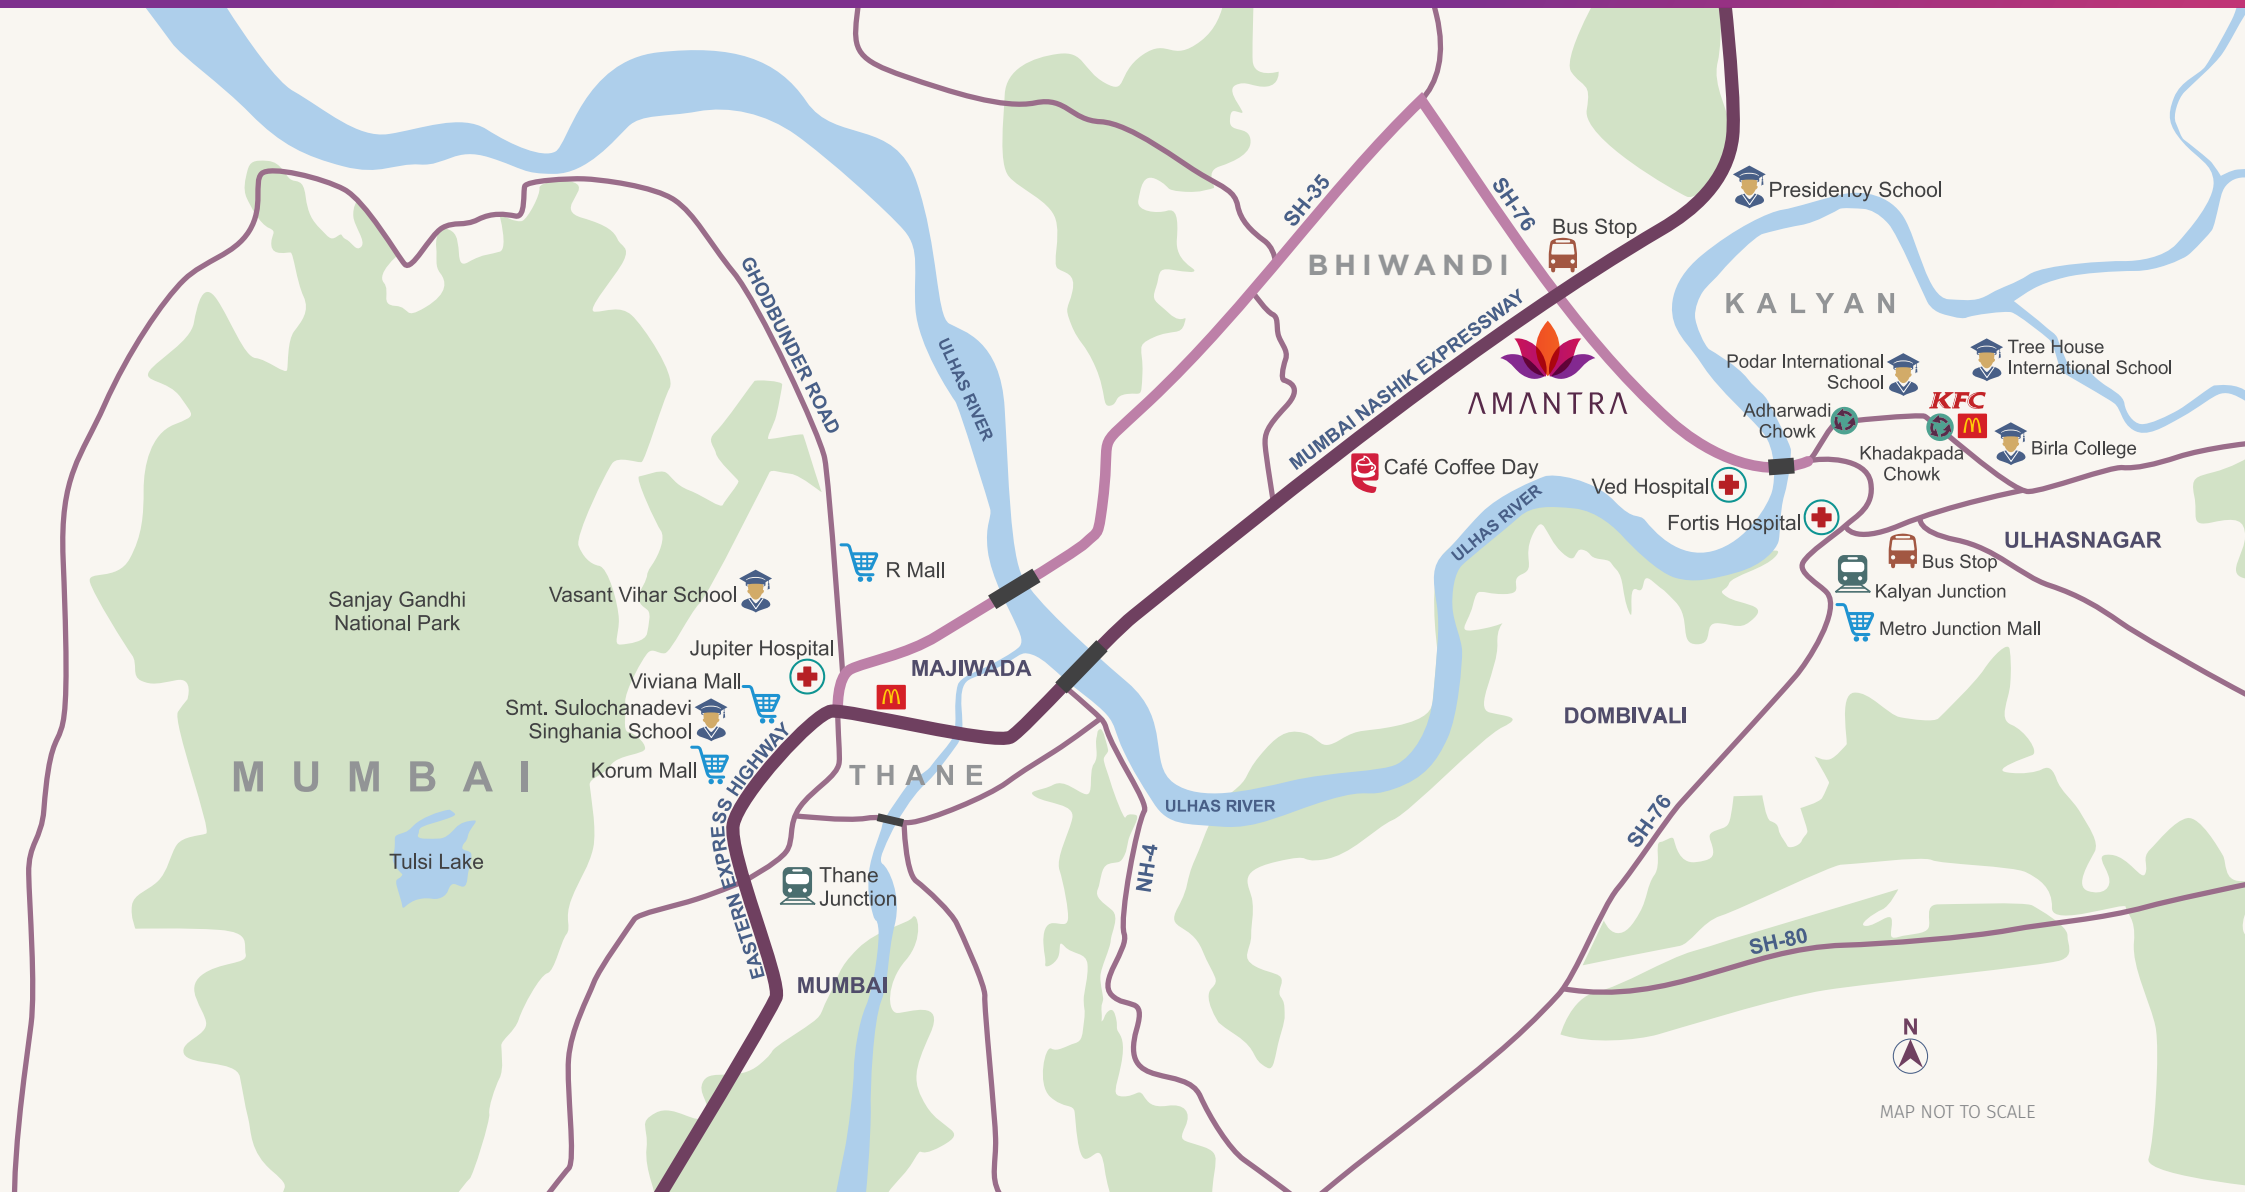 SH-35
SH-76
Presidency School
Bus Stop
BHIWANDI
KALYAN
GHODBUNDER ROAD
ULHAS RIVER
MUMBAI NASHIK EXPRESSWAY
AMANTRA
Podar International
School
Tree House
International School
KFC
Adharwadi
Chowk
Khadakpada
Chowk
Birla College
Café Coffee Day
Ved Hospital
Fortis Hospital
ULHAS RIVER
ULHASNAGAR
Bus Stop
Kalyan Junction
Metro Junction Mall
R Mall
Vasant Vihar School
Sanjay Gandhi
National Park
Jupiter Hospital
MAJIWADA
Viviana Mall
Smt. Sulochanadevi
Singhania School
Korum Mall
MUMBAI
THANE
DOMBIVALI
EASTERN EXPRESS HIGHWAY
ULHAS RIVER
SH-76
Tulsi Lake
Thane
Junction
NH-4
SH-80
MUMBAI
N
MAP NOT TO SCALE